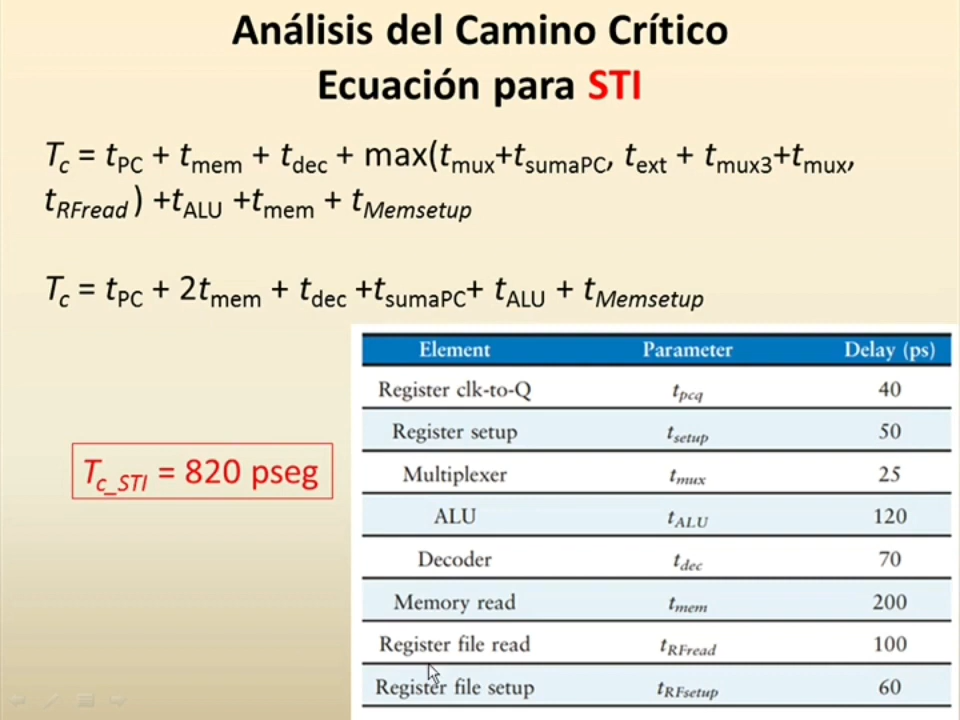 Análisis del Camino Crítico
Ecuación para STI
Tc = tPC + tmem + tdec + max(tmux+tsumaPC, text + tmux3+tmux,
tRFread ) +tALU +tmem + tMemsetup
Tc = tPC + 2tmem + tdec +tsumaPC+ tALU + tMemsetup
Tc_STI = 820 pseg
Element Parameter Delay (ps)
Register clk-to-Q tpcq 40
Register setup tsetup 50
Multiplexer tmux 25
ALU tALU 120
Decoder tdec 70
Memory read tmem 200
Register file read tRFread 100
Register file setup tRFsetup 60